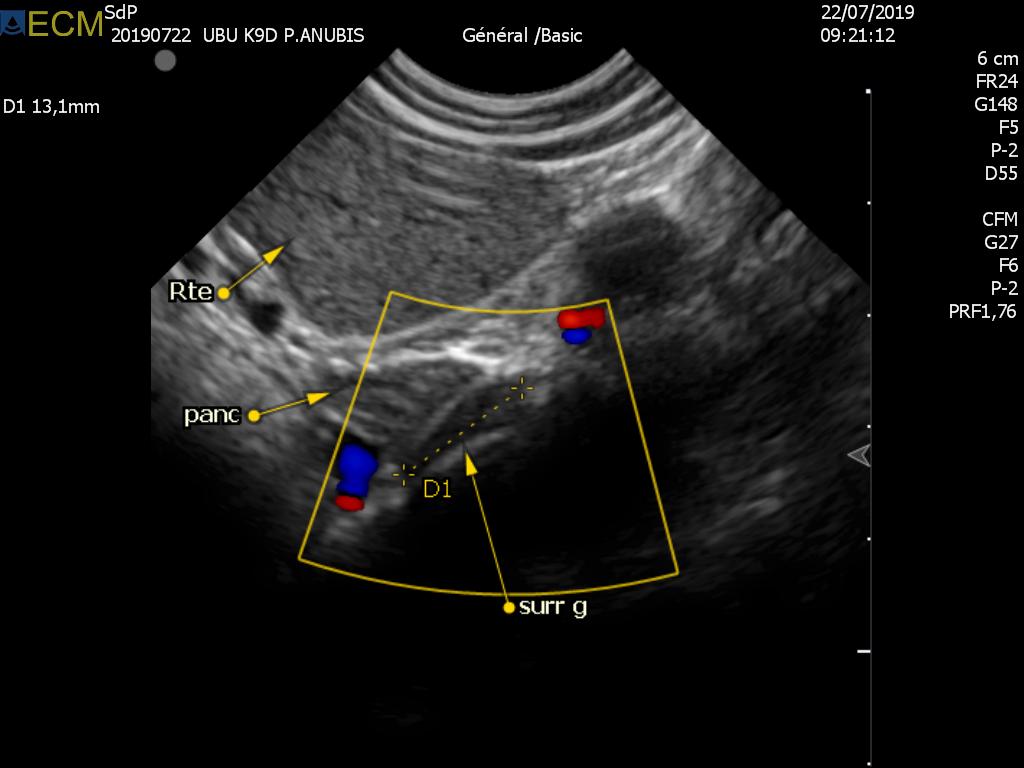 ECM
SdP
20190722 UBU K9D P.ANUBIS
Général /Basic
22/07/2019
09:21:12
D1 13,1mm
6 cm
FR24
G148
F5
P-2
D55
CFM
G27
F6
P-2
PRF1,76
Rte
panc
D1
surr g